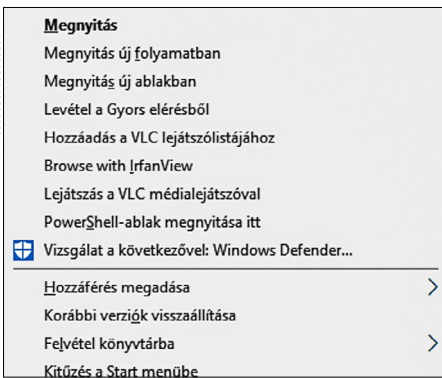 Megnyitás
Megnyitás új folyamatban
Megnyitás új ablakban
Levétel a Gyors elérésből
Hozzáadás a VLC lejátszólistájához
Browse with IrfanView
Lejátszás a VLC médialejátszóval
PowerShell-ablak megnyitása itt
Vizsgálat a következővel: Windows Defender...
Hozzáférés megadása
Korábbi verziók visszaállítása
Felvétel könyvtárba
Kitűzés a Start menübe